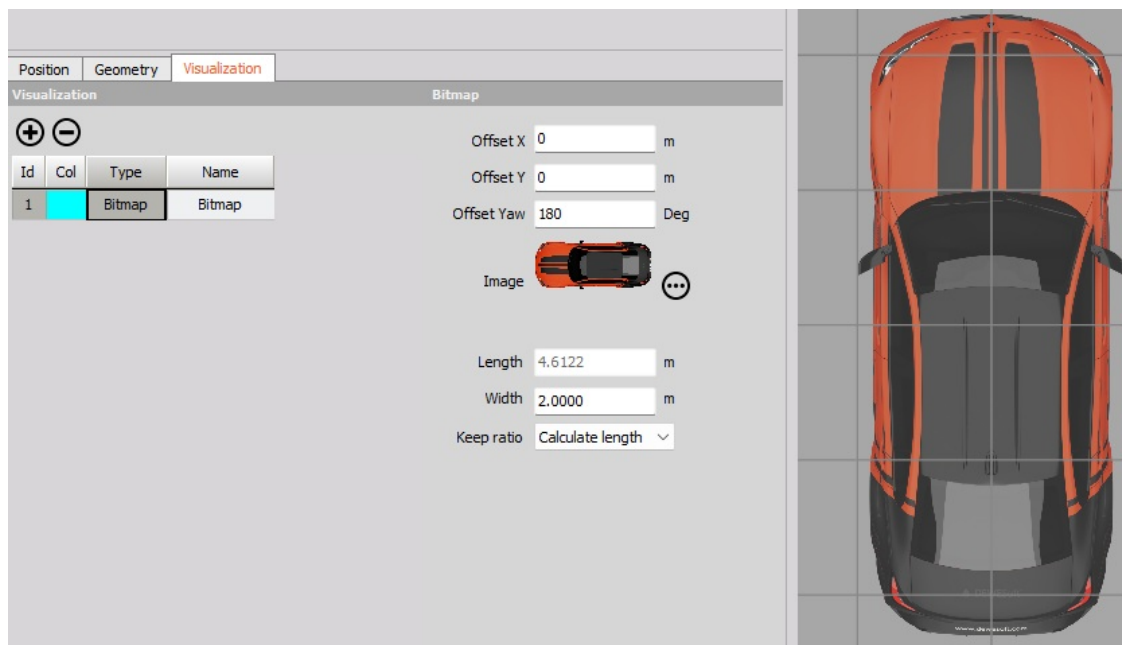 Position Geometry Visualization
Visualization Bitmap
Offset X 0 m
Id Col Type Name
Offset Y 0 m
1 Bitmap Bitmap
Offset Yaw 180 Deg
Image
Length 4.6122 m
Width 2.0000 m
Keep ratio Calculate length